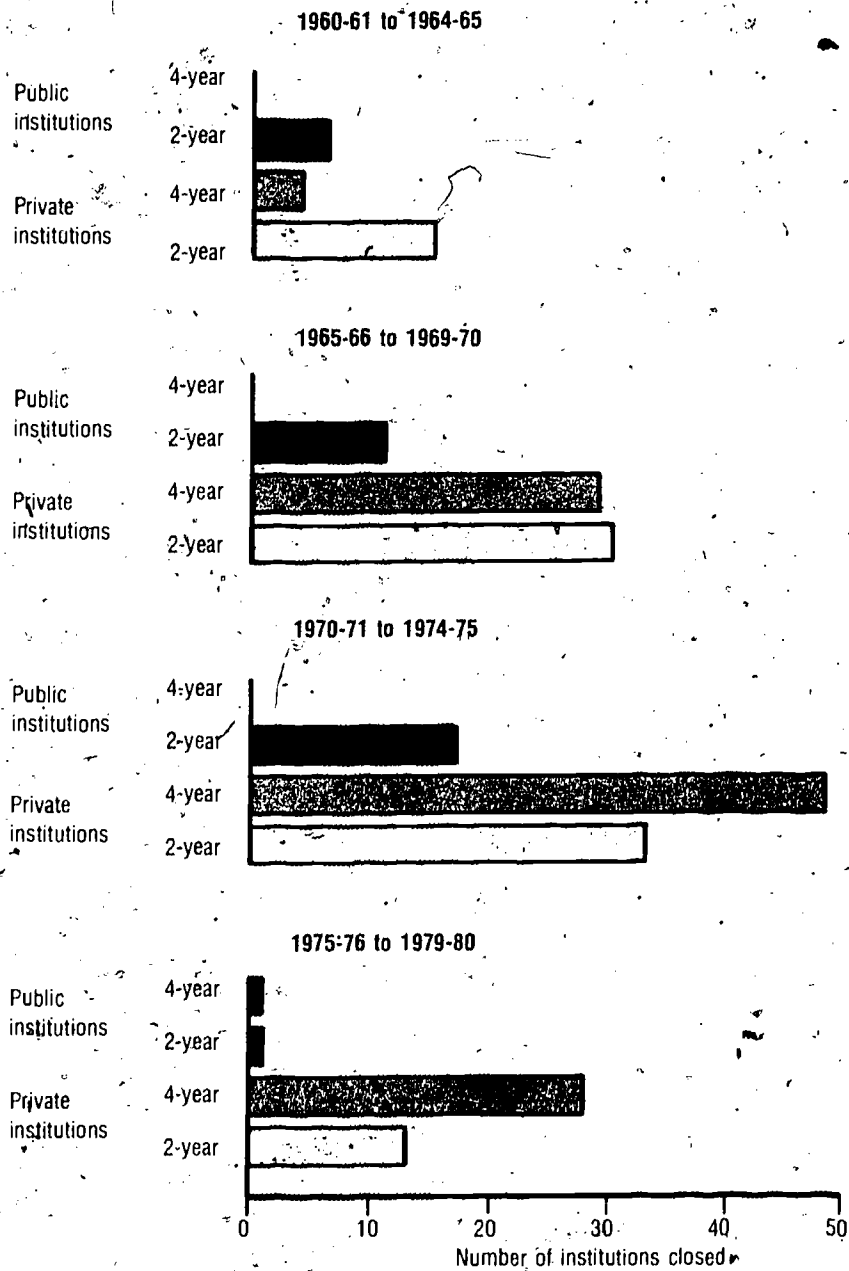 1960-61 to 1964-65
Public
institutions
4-year
2-year
Private
institutions
4-year
2-year
1965-66 to 1969-70
Public
institutions
4-year
2-year
Private
institutions
4-year
2-year
1970-71 to 1974-75
Public
institutions
4-year
2-year
Private
institutions
4-year
2-year
1975-76 to 1979-80
Public
institutions
4-year
2-year
Private
institutions
4-year
2-year
0 10 20 30 40 50
Number of institutions closed